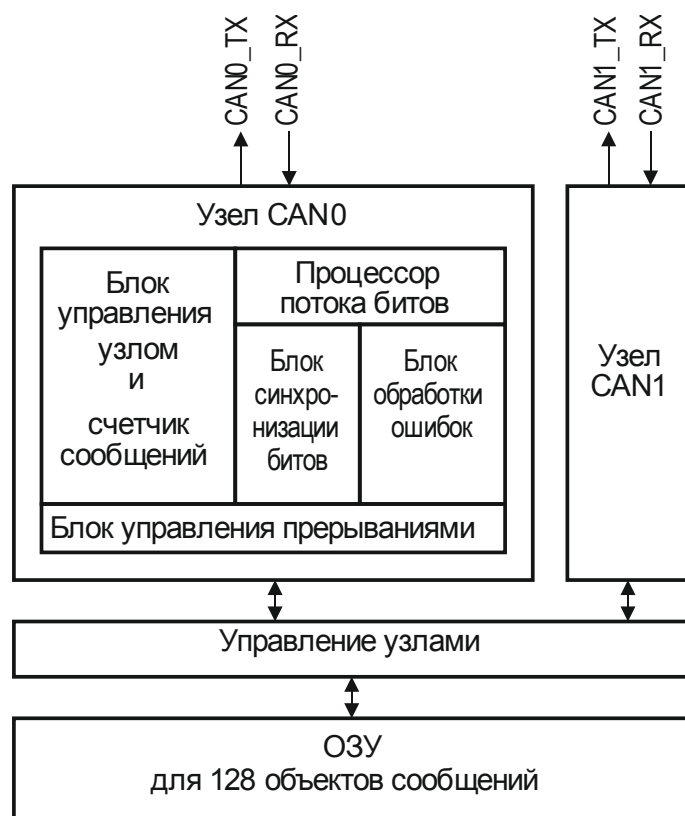 CAN0_TX
CAN0_RX
CAN1_TX
CAN1_RX
Узел CAN0
Блок
управления
узлом
и
счетчик
сообщений
Процессор
потока битов
Блок
синхро-
низации
битов
Блок
обработки
ошибок
Блок управления прерываниями
Узел
CAN1
Управление узлами
ОЗУ
для 128 объектов сообщений